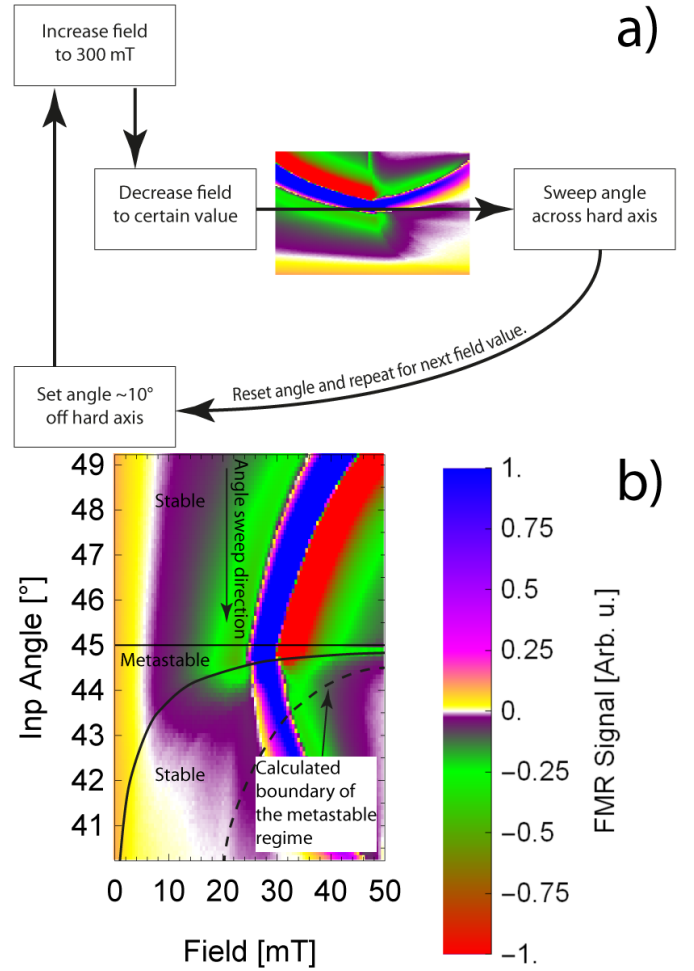 a)
Increase field
to 300 mT
Decrease field
to certain value
Sweep angle
across hard axis
Reset angle and repeat for next field value.
Set angle ~10°
off hard axis
b)
Inp Angle [°]
49
48
47
46
45
44
43
42
41
Stable
Angle sweep direction
Metastable
Stable
Calculated
boundary of
the metastable
regime
0
10
20
30
40
50
Field [mT]
1.
0.75
0.5
0.25
0.
−0.25
−0.5
−0.75
−1.
FMR Signal [Arb. u.]